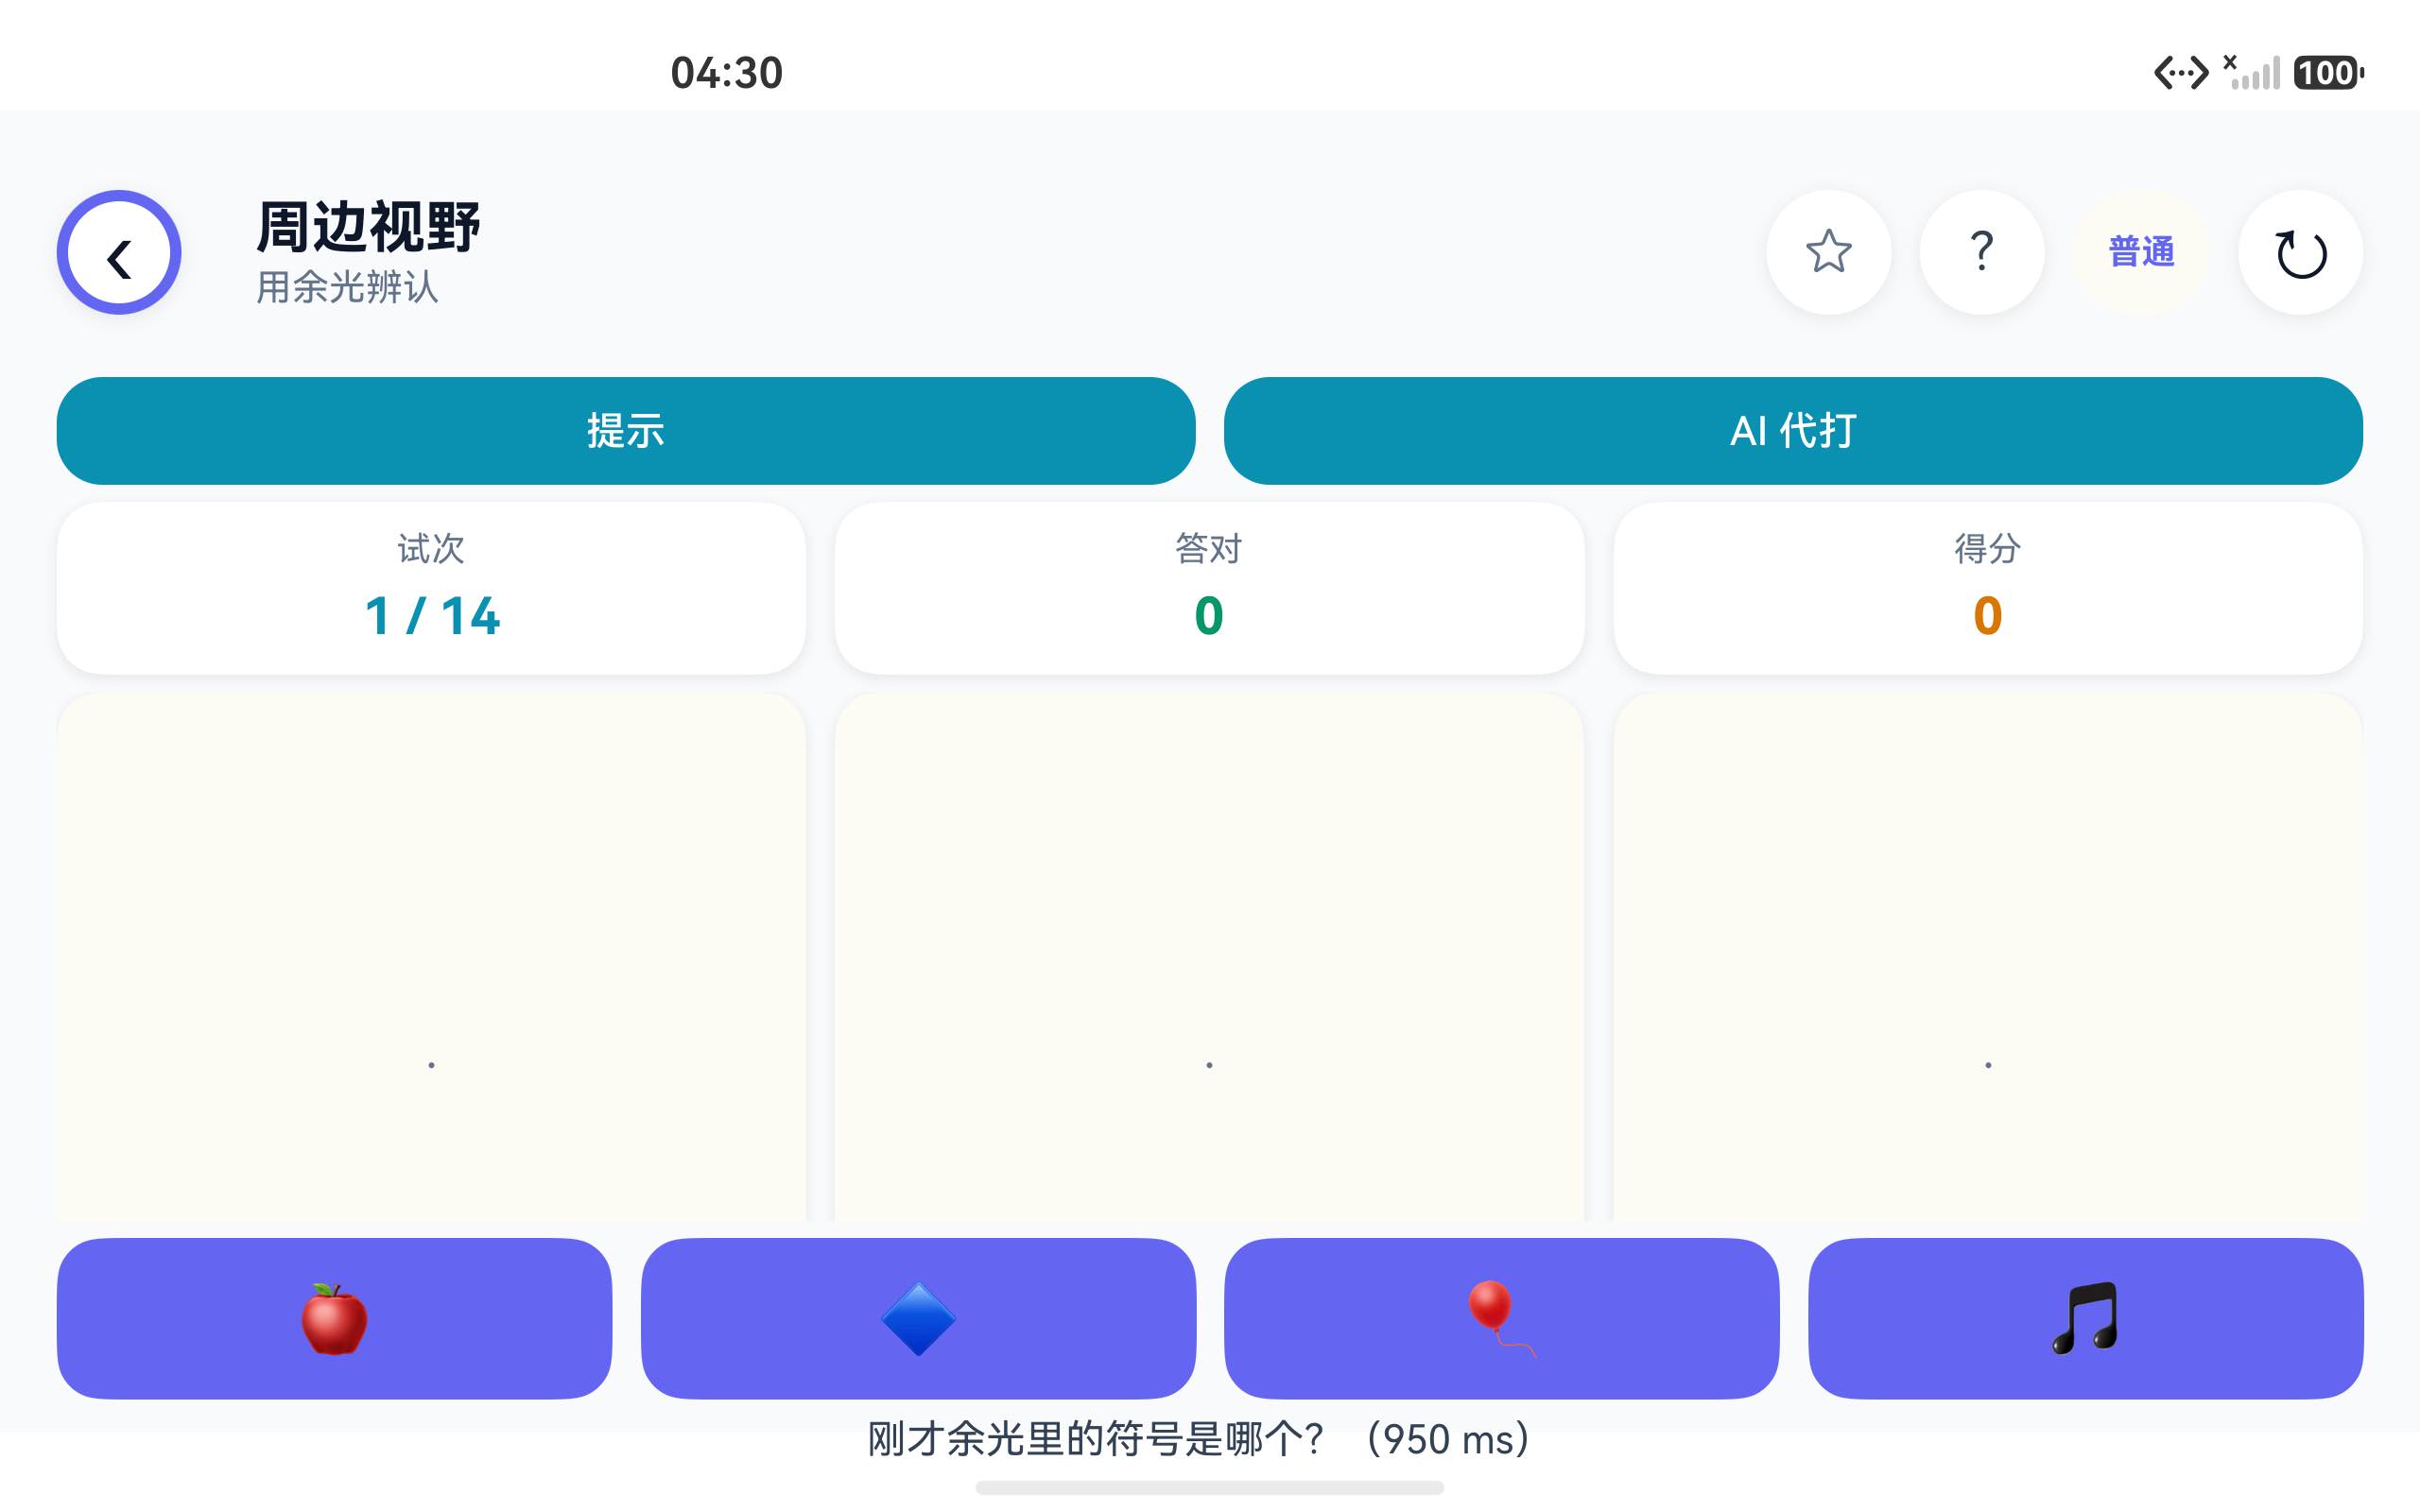 04:30
100
周边视野
用余光辨认
?
普通
提示
AI 代打
试次
1 / 14
答对
0
得分
0
刚才余光里的符号是哪个？（950 ms）